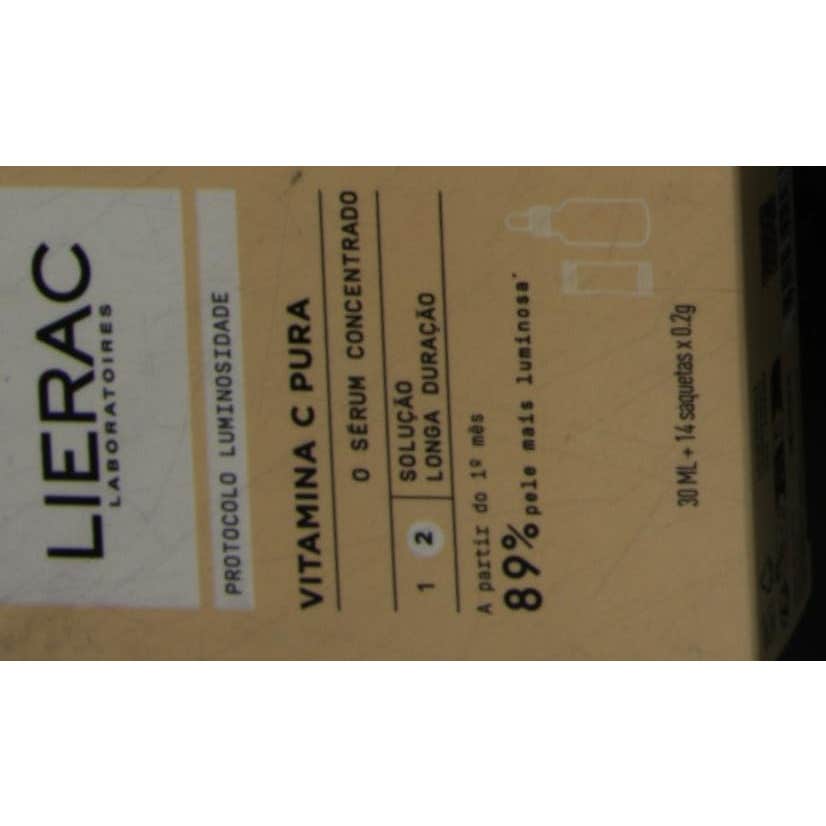 LIERAC
LABORATOIRES
PROTOCOLO LUMINOSIDADE
VITAMINA C PURA
O SÉRUM CONCENTRADO
1 2 SOLUÇÃO
LONGA DURAÇÃO
A partir do 1º mês
89% pele mais luminosa*
30 ML + 14 saquetas x 0.2g